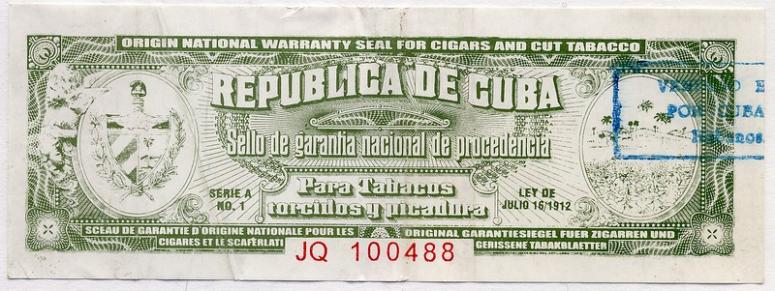 ORIGIN NATIONAL WARRANTY SEAL FOR CIGARS AND CUT TABACCO
REPUBLICA DE CUBA
Sello de garantia nacional de procedencia
SERIE A
NO. 1
Para Tabacos
torcidos y picadura
LEY DE
JULIO 16/1912
SCEAU DE GARANTIE D'ORIGINE NATIONALE POUR LES
CIGARES ET LE SCAFERLATI
ORIGINAL GARANTIESIEGEL FUER ZIGARREN UND
GERISSENE TABAKBLAETTER
JQ 100488
POR CUBA